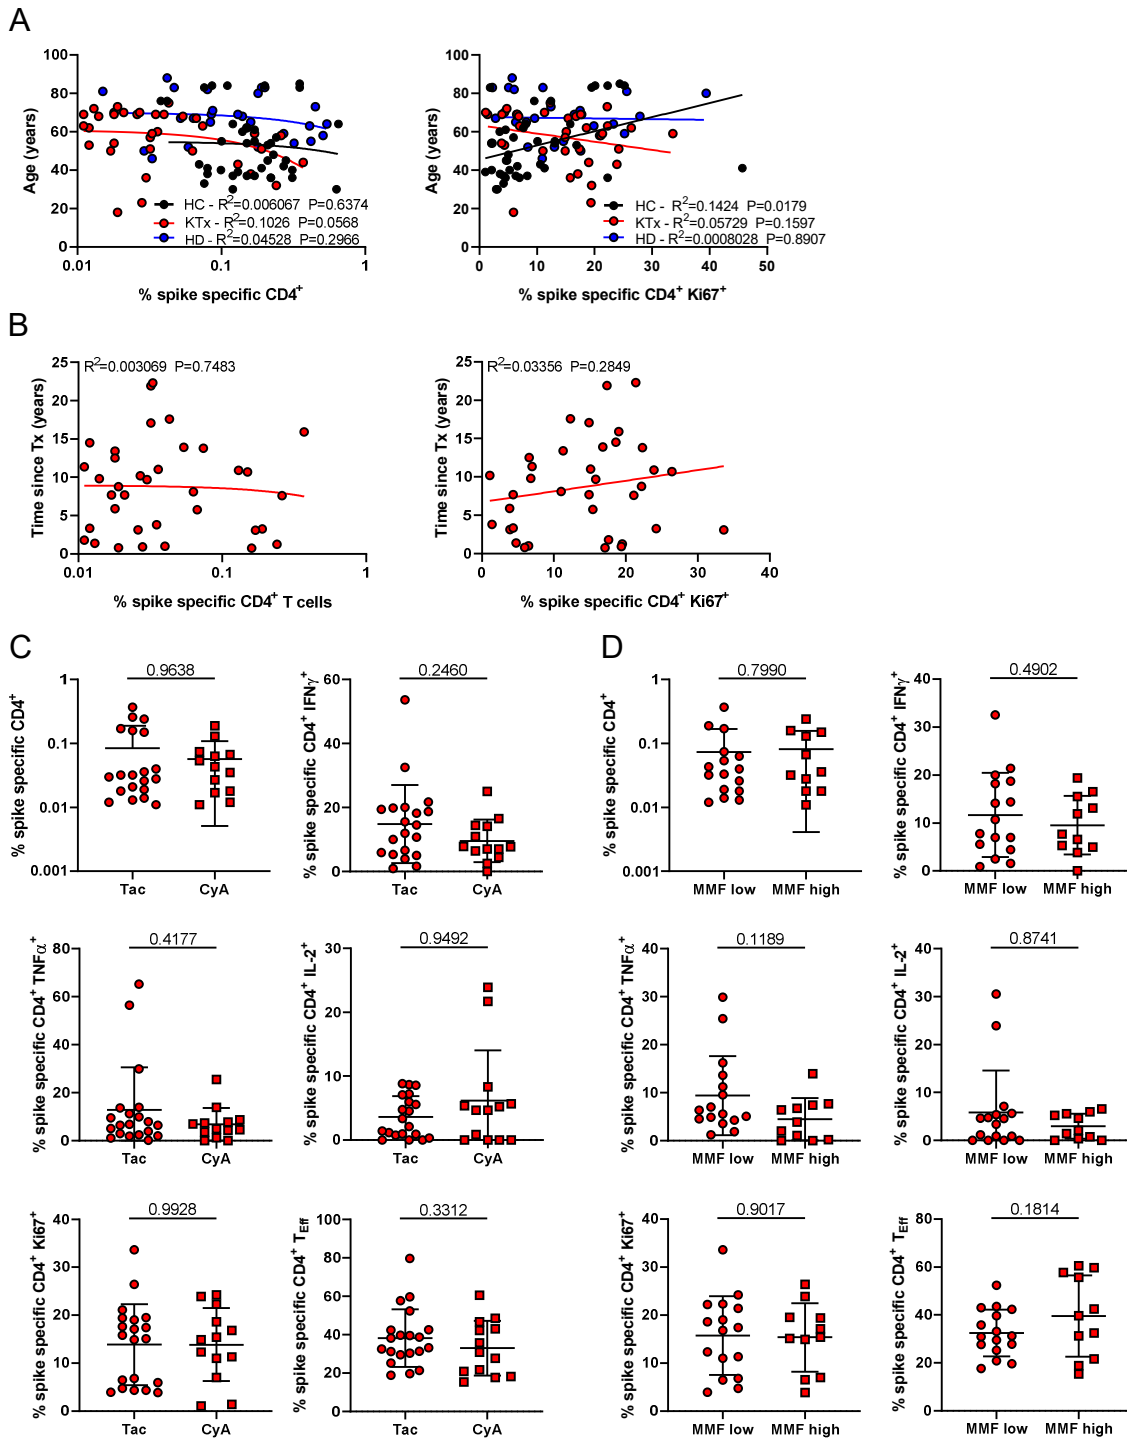 A
Age (years)
100
80
60
40
20
0
0.01
0.1
1
% spike specific CD4+
HC - R2=0.006067 P=0.6374
KTx - R2=0.1026 P=0.0568
HD - R2=0.04528 P=0.2966
Age (years)
100
80
60
40
20
0
0
10
20
30
40
50
% spike specific CD4+ Ki67+
HC - R2=0.1424 P=0.0179
KTx - R2=0.05729 P=0.1597
HD - R2=0.0008028 P=0.8907
B
Time since Tx (years)
25
20
15
10
5
0
0.01
0.1
1
% spike specific CD4+ T cells
R2=0.003069 P=0.7483
Time since Tx (years)
25
20
15
10
5
0
0
10
20
30
40
% spike specific CD4+ Ki67+
R2=0.03356 P=0.2849
C
% spike specific CD4+
1
0.1
0.01
0.001
0.9638
Tac
CyA
% spike specific CD4+ IFNγ+
60
40
20
0
0.2460
Tac
CyA
% spike specific CD4+ TNFα+
80
60
40
20
0
0.4177
Tac
CyA
% spike specific CD4+ IL-2+
30
20
10
0
0.9492
Tac
CyA
% spike specific CD4+ Ki67+
40
30
20
10
0
0.9928
Tac
CyA
% spike specific CD4+ TEff
100
80
60
40
20
0
0.3312
Tac
CyA
D
% spike specific CD4+
1
0.1
0.01
0.001
0.7990
MMF low
MMF high
% spike specific CD4+ IFNγ+
40
30
20
10
0
0.4902
MMF low
MMF high
% spike specific CD4+ TNFα+
40
30
20
10
0
0.1189
MMF low
MMF high
% spike specific CD4+ IL-2+
40
30
20
10
0
0.8741
MMF low
MMF high
% spike specific CD4+ Ki67+
40
30
20
10
0
0.9017
MMF low
MMF high
% spike specific CD4+ TEff
80
60
40
20
0
0.1814
MMF low
MMF high